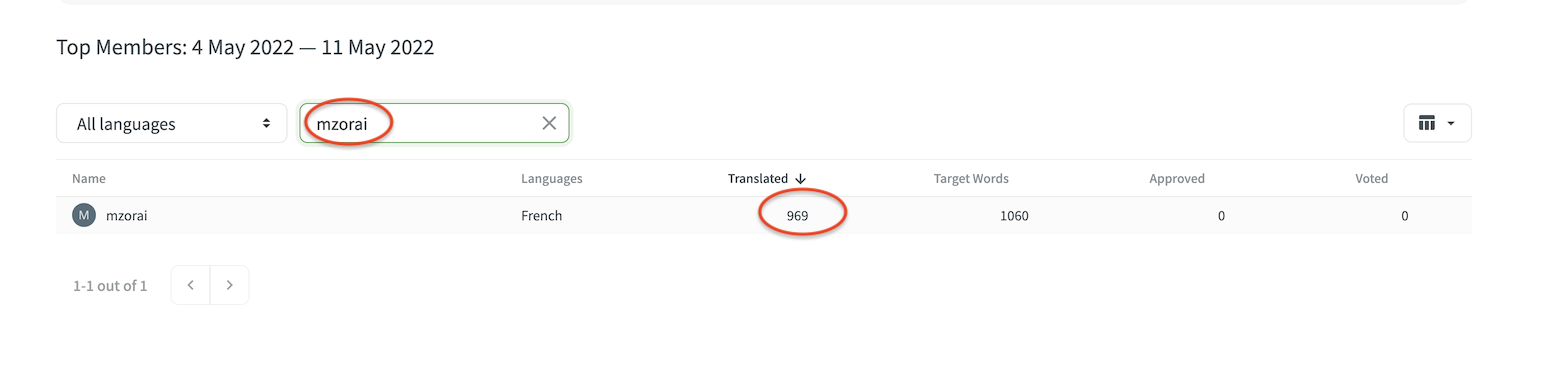 Top Members: 4 May 2022 — 11 May 2022
All languages mzorai
Name Languages Translated Target Words Approved Voted
M mzorai French 969 1060 0 0
1-1 out of 1